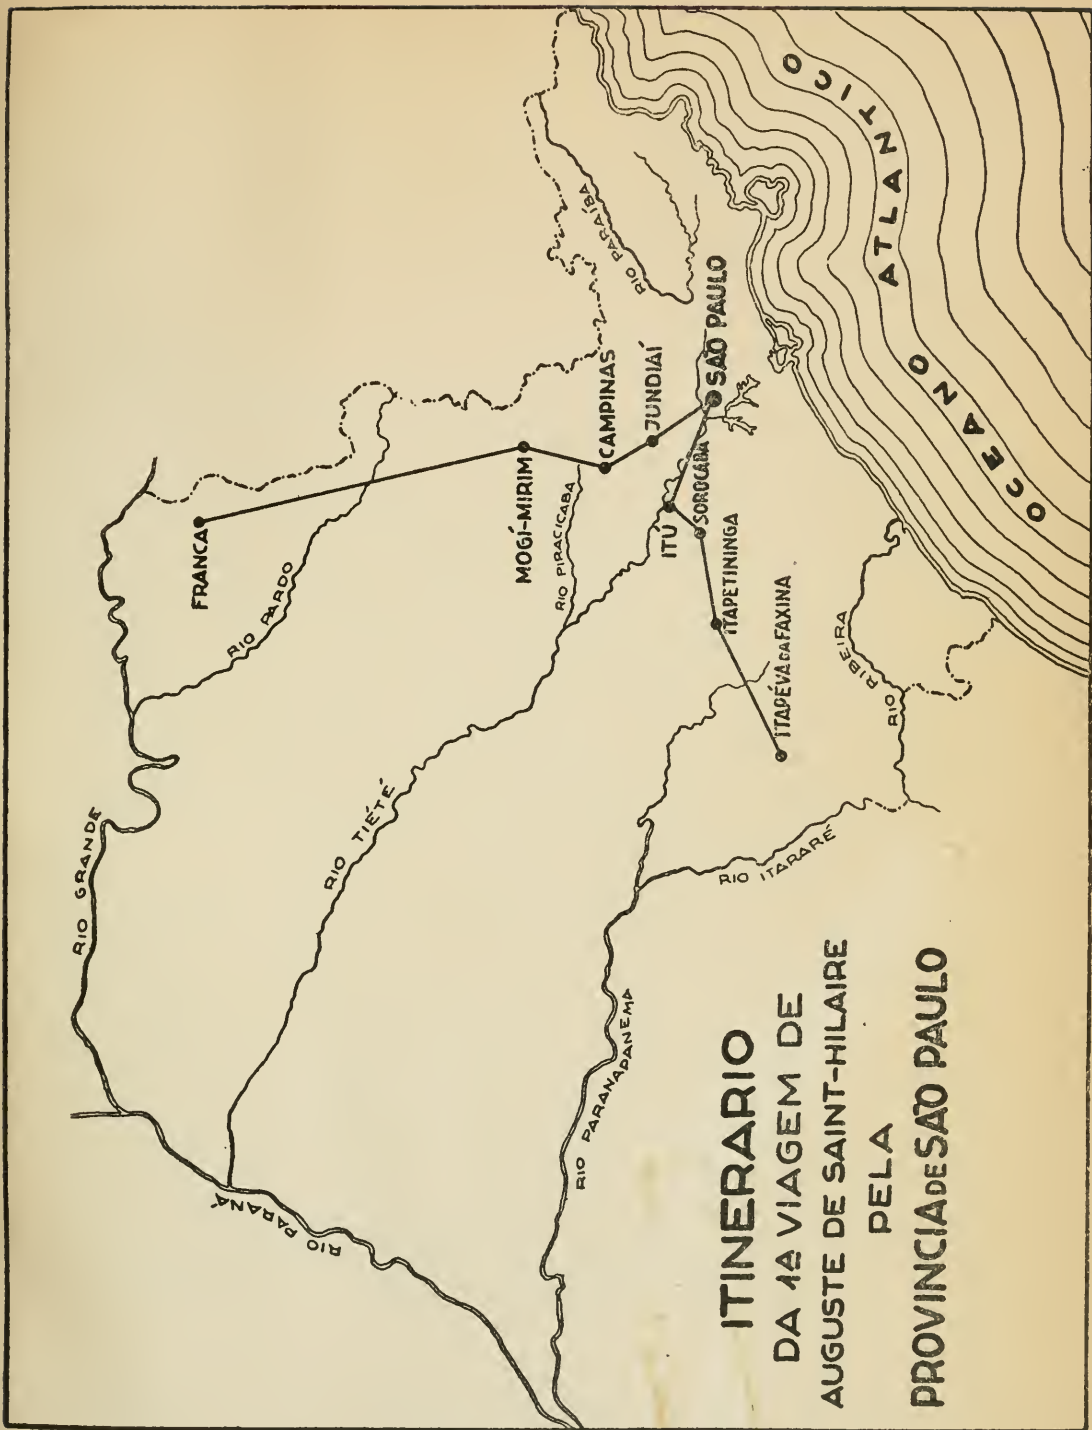 ITINERARIO
DA 1ª VIAGEM DE
AUGUSTE DE SAINT-HILAIRE
PELA
PROVINCIA DE SÃO PAULO
RIO GRANDE
RIO PARANÁ
FRANCA
RIO PARDO
RIO TIÉTÉ
MOGÍ-MIRIM
CAMPINAS
RIO PIRACICABA
JUNDIAÍ
SÃO PAULO
RIO PARAÍBA
ITÚ
SOROCABA
ITAPETININGA
ITAPÉVA DA FAXINA
RIO PARANAPANEMA
RIO ITARARÉ
RIO RIBEIRA
OCEANO ATLANTICO